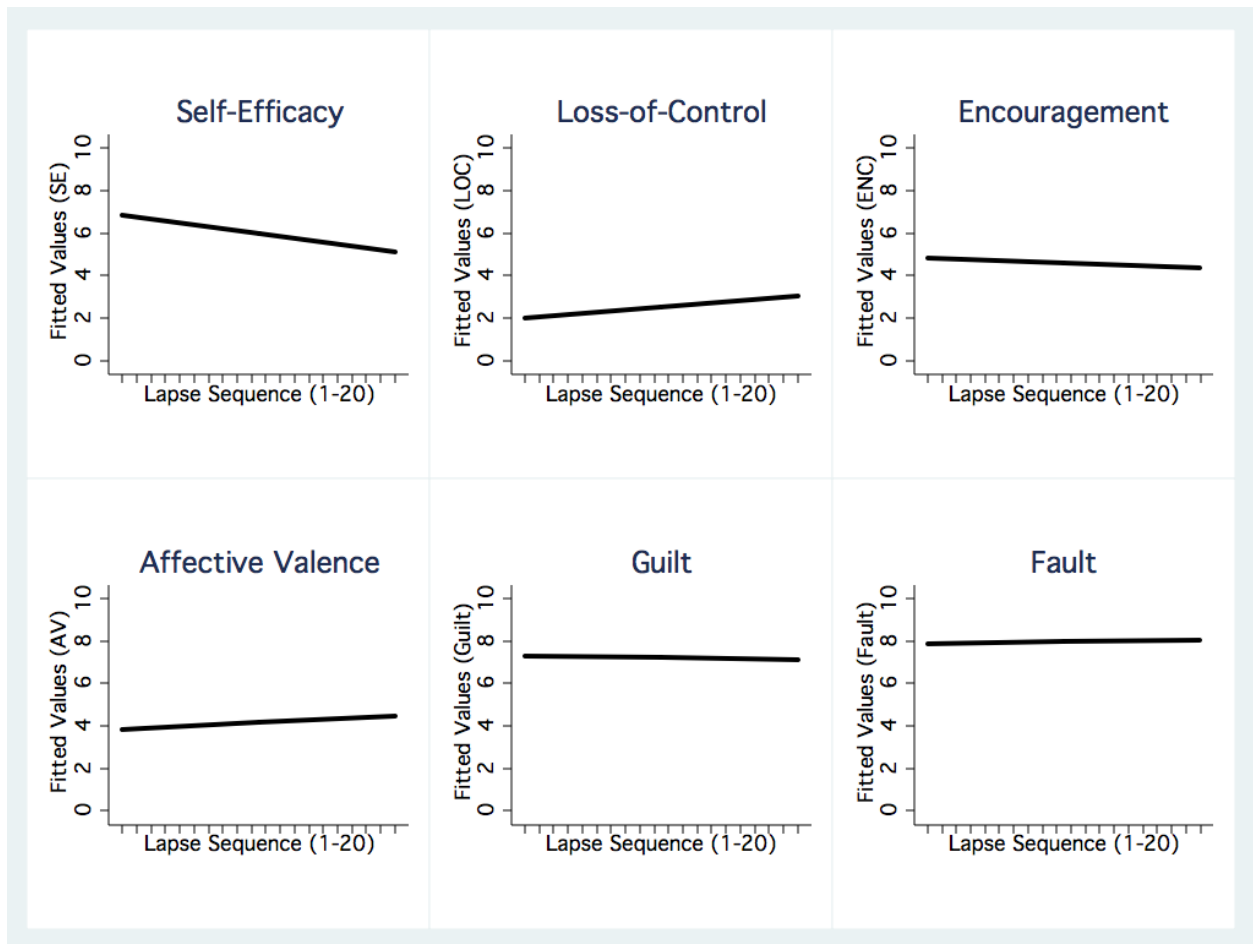 Self-Efficacy
Fitted Values (SE)
10
8
6
4
2
0
Lapse Sequence (1-20)
Loss-of-Control
Fitted Values (LOC)
10
8
6
4
2
0
Lapse Sequence (1-20)
Encouragement
Fitted Values (ENC)
10
8
6
4
2
0
Lapse Sequence (1-20)
Affective Valence
Fitted Values (AV)
10
8
6
4
2
0
Lapse Sequence (1-20)
Guilt
Fitted Values (Guilt)
10
8
6
4
2
0
Lapse Sequence (1-20)
Fault
Fitted Values (Fault)
10
8
6
4
2
0
Lapse Sequence (1-20)